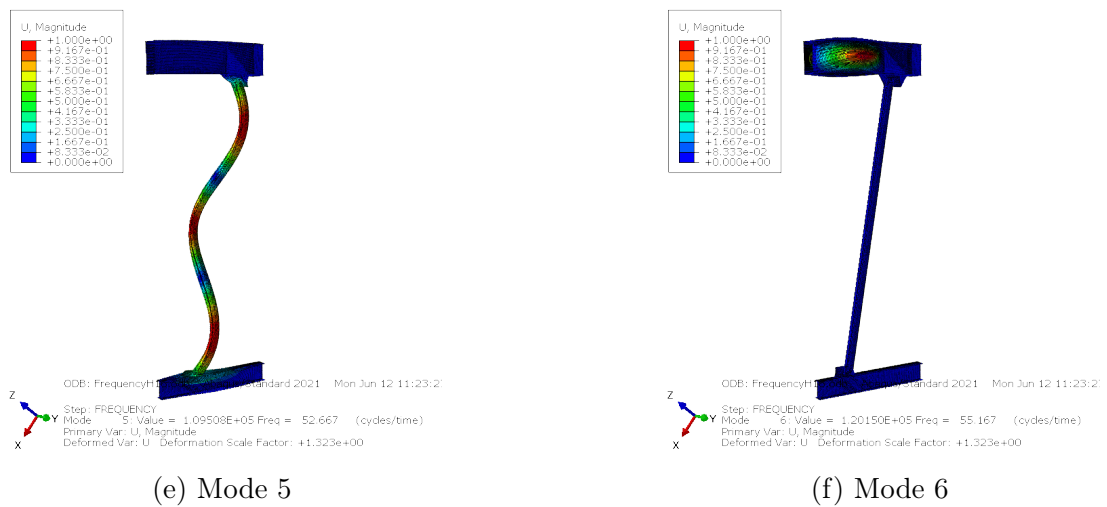 U, Magnitude
+1.000e+00
+9.167e-01
+8.333e-01
+7.500e-01
+6.667e-01
+5.833e-01
+5.000e-01
+4.167e-01
+3.333e-01
+2.500e-01
+1.667e-01
+8.333e-02
+0.000e+00
Z
Y
X
ODB: FrequencyH1 Standard 2021 Mon Jun 12 11:23:2
Step: FREQUENCY
Mode 5: Value = 1.09508E+05 Freq = 52.667 (cycles/time)
Primary Var: U, Magnitude
Deformed Var: U Deformation Scale Factor: +1.323e+00
(e) Mode 5
U, Magnitude
+1.000e+00
+9.167e-01
+8.333e-01
+7.500e-01
+6.667e-01
+5.833e-01
+5.000e-01
+4.167e-01
+3.333e-01
+2.500e-01
+1.667e-01
+8.333e-02
+0.000e+00
Z
Y
X
ODB: FrequencyH1 Standard 2021 Mon Jun 12 11:23:2
Step: FREQUENCY
Mode 6: Value = 1.20150E+05 Freq = 55.167 (cycles/time)
Primary Var: U, Magnitude
Deformed Var: U Deformation Scale Factor: +1.323e+00
(f) Mode 6